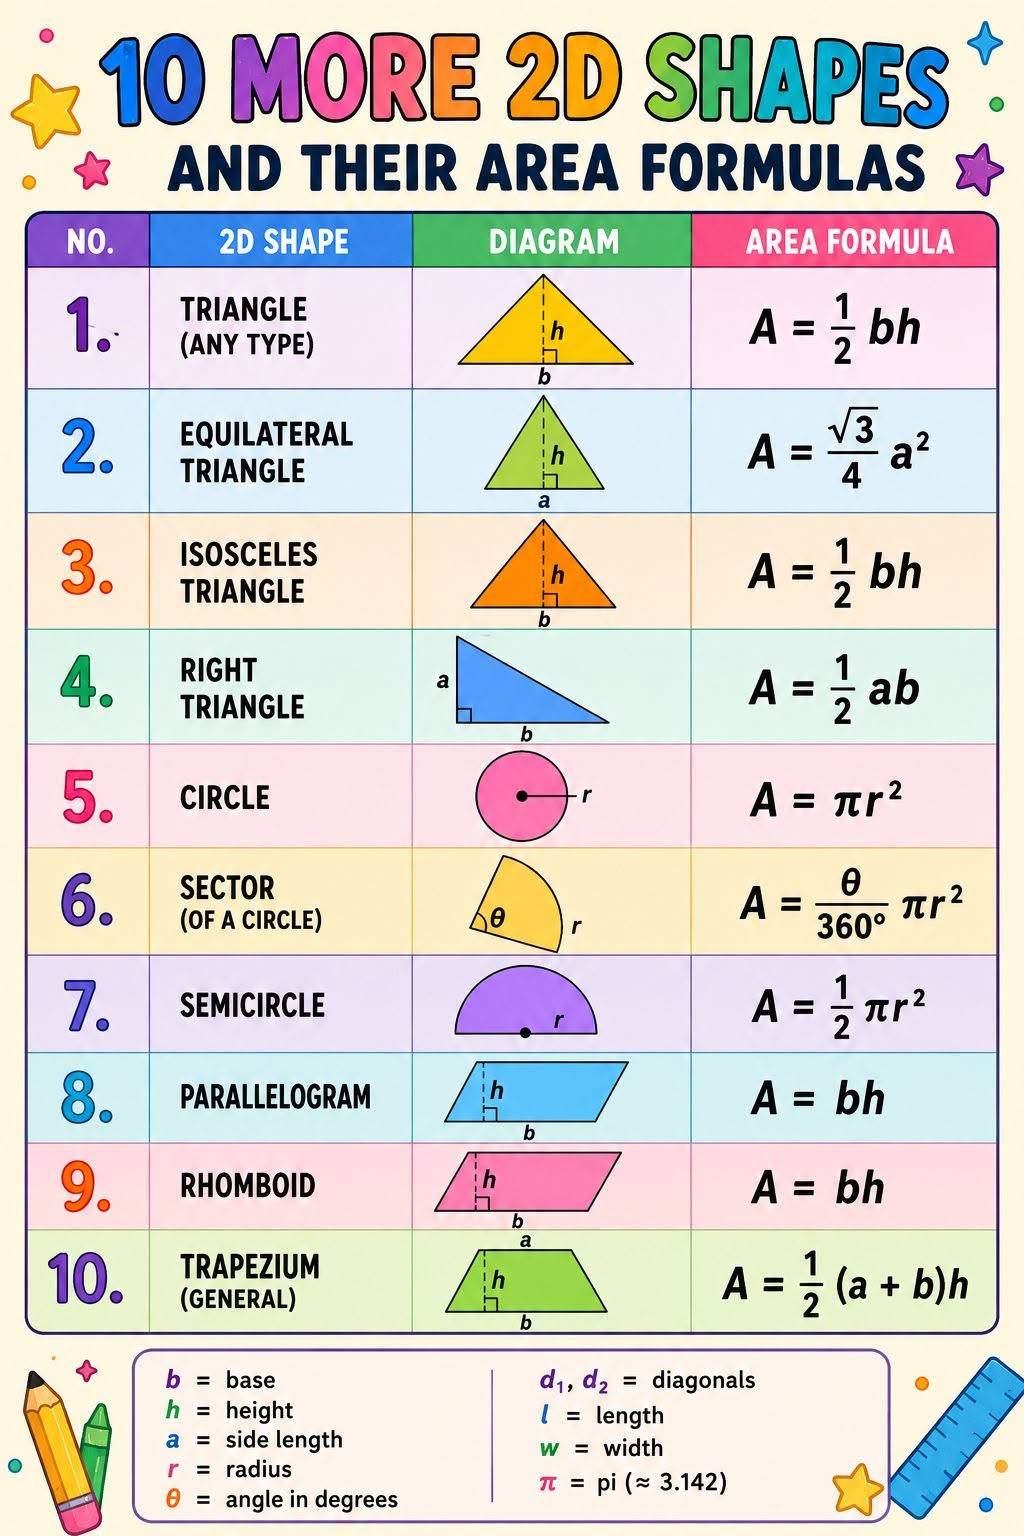 10 MORE 2D SHAPES
AND THEIR AREA FORMULAS
NO. 2D SHAPE DIAGRAM AREA FORMULA
1. TRIANGLE (ANY TYPE) h b A = 1/2 bh
2. EQUILATERAL TRIANGLE h a A = √3/4 a²
3. ISOSCELES TRIANGLE h b A = 1/2 bh
4. RIGHT TRIANGLE a b A = 1/2 ab
5. CIRCLE r A = πr²
6. SECTOR (OF A CIRCLE) θ r A = θ/360° πr²
7. SEMICIRCLE r A = 1/2 πr²
8. PARALLELOGRAM h b A = bh
9. RHOMBOID h b A = bh
10. TRAPEZIUM (GENERAL) a h b A = 1/2 (a + b)h
b = base
h = height
a = side length
r = radius
θ = angle in degrees
d₁, d₂ = diagonals
l = length
w = width
π = pi (≈ 3.142)